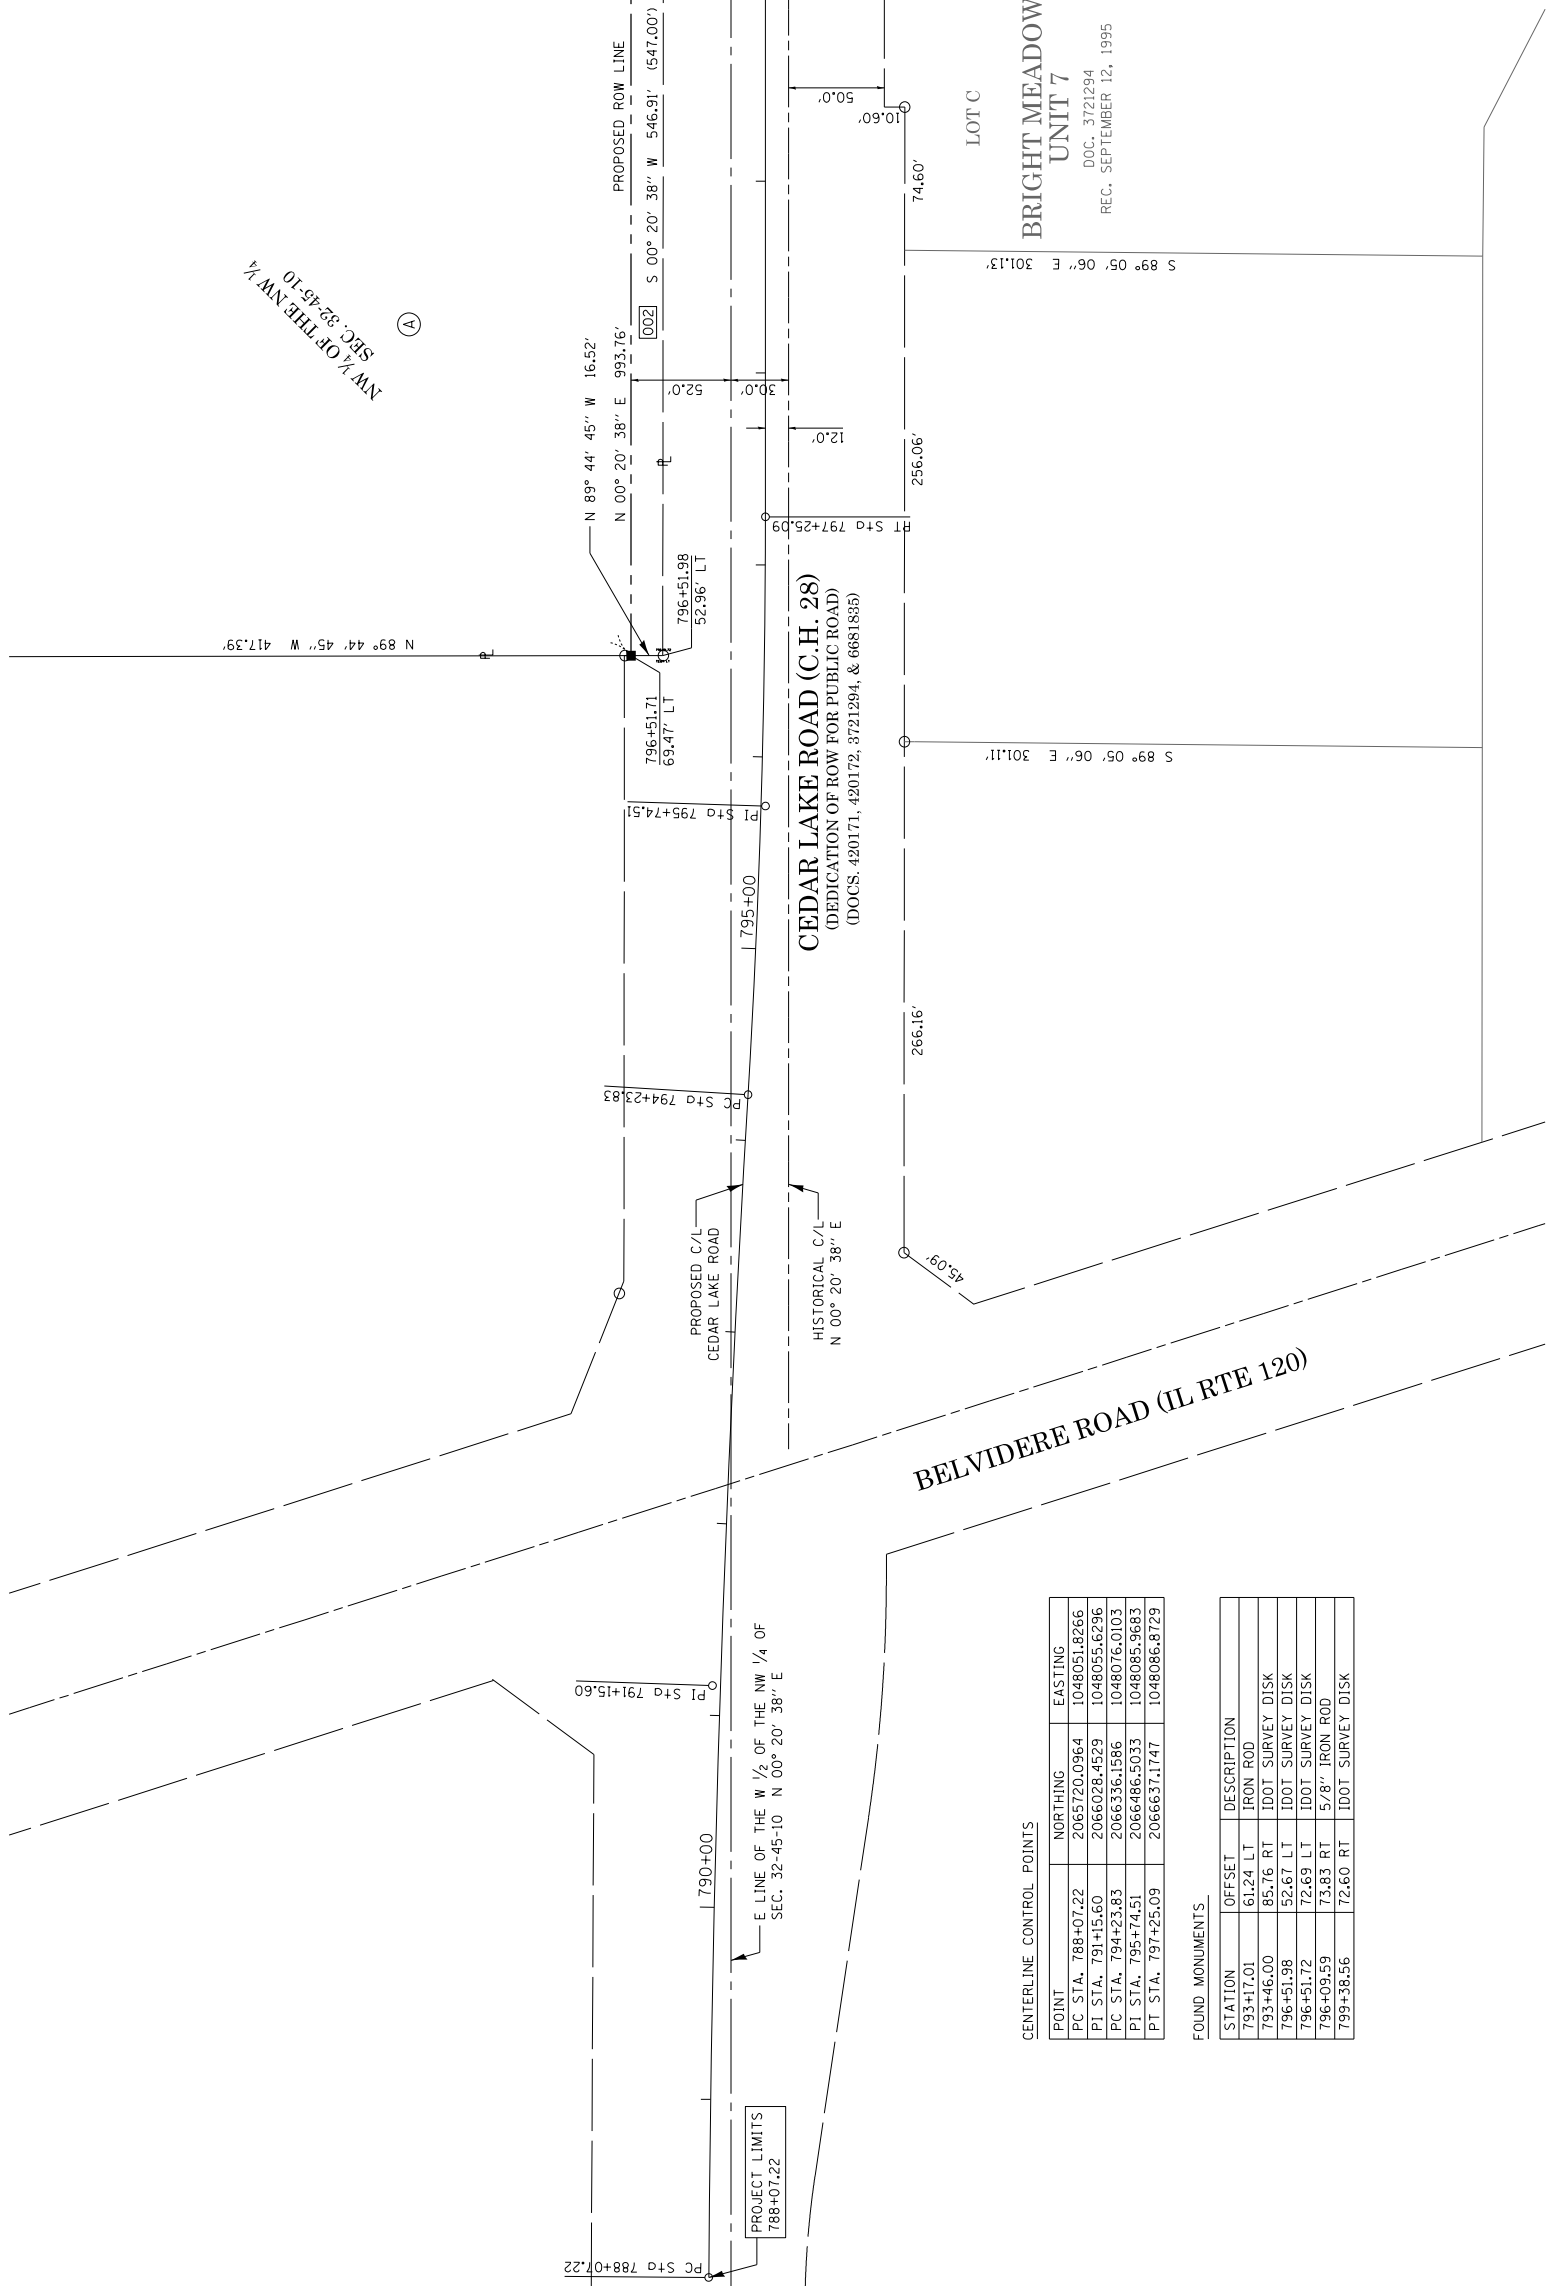 NW ¼ OF THE NW ¼
SEC. 32-45-10
A
PROPOSED ROW LINE
002
S 00° 20' 38'' W 546.91' (547.00')
N 89° 44' 45'' W 16.52'
N 00° 20' 38'' E 993.76'
52.0'
30.0'
12.0'
50.0'
10.60'
LOT C
BRIGHT MEADOW
UNIT 7
DOC. 3721294
REC. SEPTEMBER 12, 1995
74.60'
S 89° 05' 06'' E 301.13'
256.06'
PT Sta 797+25.09
N 89° 44' 45'' W 417.39'
PL
PL
796+51.98
52.96' LT
796+51.71
69.47' LT
CEDAR LAKE ROAD (C.H. 28)
(DEDICATION OF ROW FOR PUBLIC ROAD)
(DOCS. 420171, 420172, 3721294, & 6681835)
S 89° 05' 06'' E 301.11'
PI Sta 795+74.51
795+00
266.16'
PC Sta 794+23.83
PROPOSED C/L
CEDAR LAKE ROAD
HISTORICAL C/L
N 00° 20' 38'' E
45.09'
BELVIDERE ROAD (IL RTE 120)
PI Sta 791+15.60
E LINE OF THE W 1/2 OF THE NW 1/4 OF
SEC. 32-45-10 N 00° 20' 38'' E
790+00
PROJECT LIMITS
788+07.22
PC Sta 788+07.22
CENTERLINE CONTROL POINTS
POINT NORTHING EASTING
PC STA. 788+07.22 2065720.0964 1048051.8266
PI STA. 791+15.60 2066028.4529 1048055.6296
PC STA. 794+23.83 2066336.1586 1048076.0103
PI STA. 795+74.51 2066486.5033 1048085.9683
PT STA. 797+25.09 2066637.1747 1048086.8729
FOUND MONUMENTS
STATION OFFSET DESCRIPTION
793+17.01 61.24 LT IRON ROD
793+46.00 85.76 RT IDOT SURVEY DISK
796+51.98 52.67 LT IDOT SURVEY DISK
796+51.72 72.69 LT IDOT SURVEY DISK
796+09.59 73.83 RT 5/8'' IRON ROD
799+38.56 72.60 RT IDOT SURVEY DISK